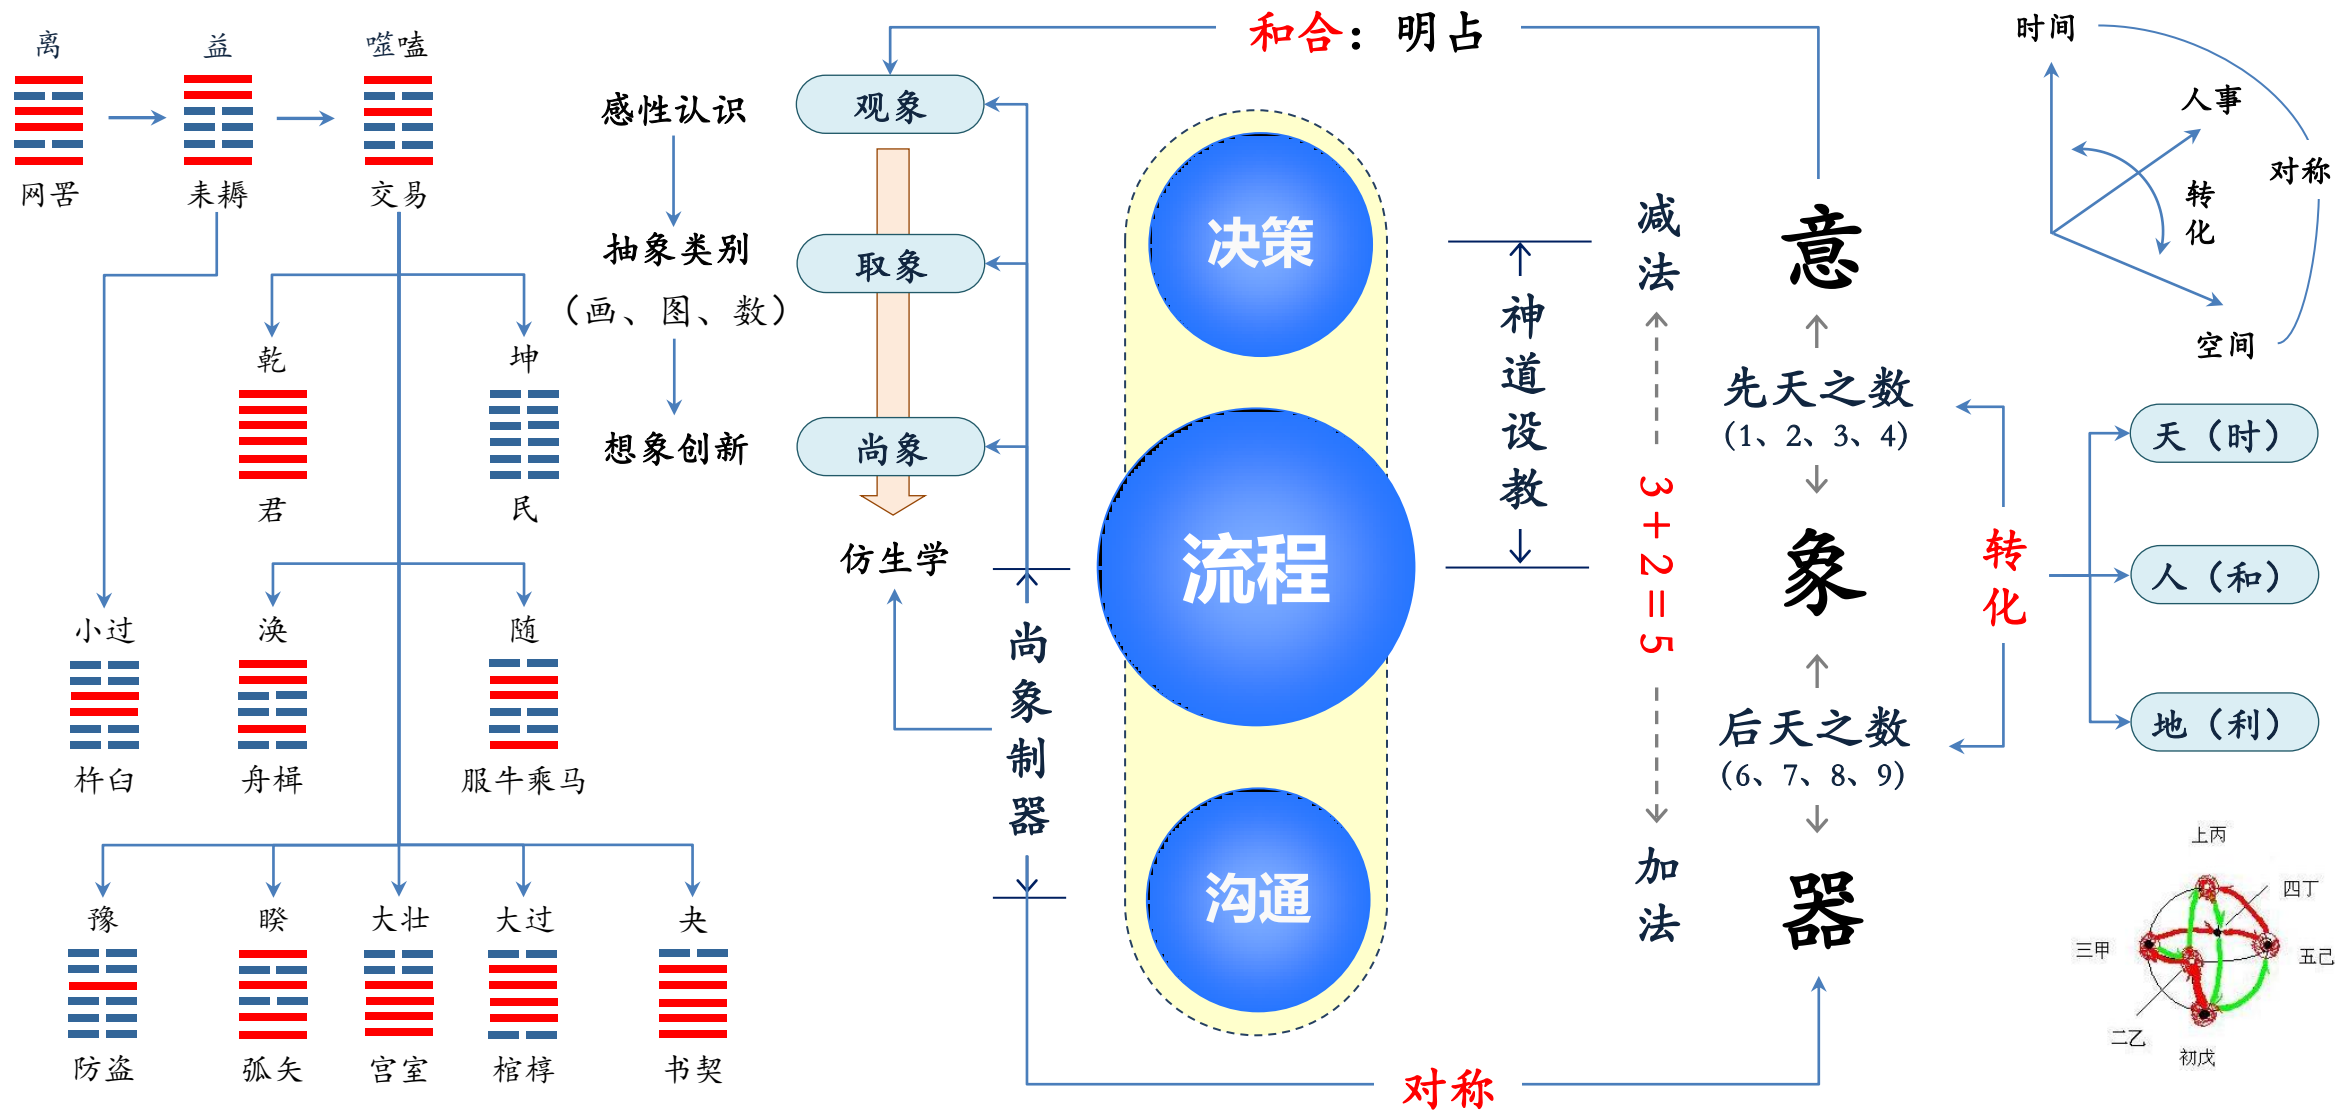 离
益
噬嗑
网罟
耒耨
交易
乾
坤
君
民
小过
涣
随
杵臼
舟楫
服牛乘马
豫
睽
大壮
大过
夬
防盗
弧矢
宫室
棺椁
书契
感性认识
抽象类别
（画、图、数）
想象创新
和合：明占
观象
取象
尚象
仿生学
尚象制器
决策
流程
沟通
神道设教
减法
3+2=5
加法
意
先天之数
(1、2、3、4)
象
后天之数
(6、7、8、9)
器
对称
转化
时间
人事
对称
转化
空间
天（时）
人（和）
地（利）
上丙
四丁
三甲
五己
二乙
初戊